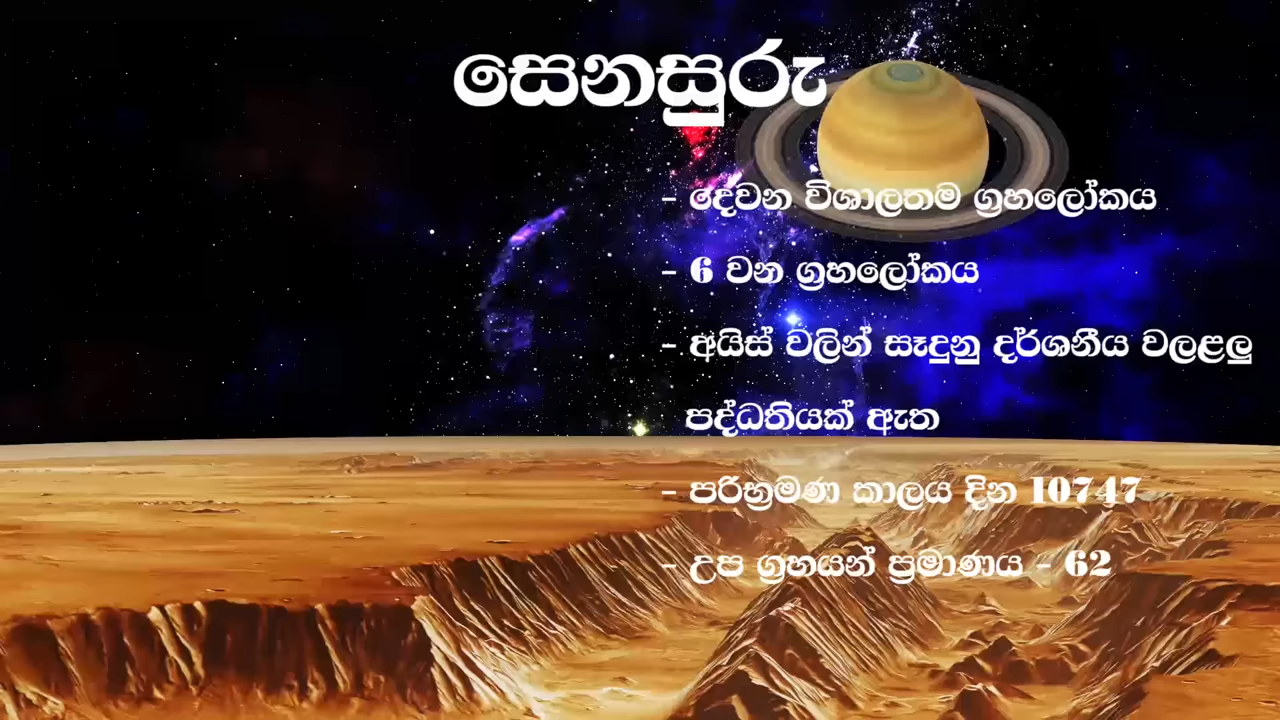 සෙනසුරු
- දේවන විශාලතම ග්‍රහලෝකය
- 6 වන ග්‍රහලෝකය
- අයිස් වලින් සෑදුනු දර්ශනීය වලළලු
පද්ධතියක් ඇත
- පරිභ්‍රමණ කාලය දින 10747
- උප ග්‍රහයන් ප්‍රමාණය - 62